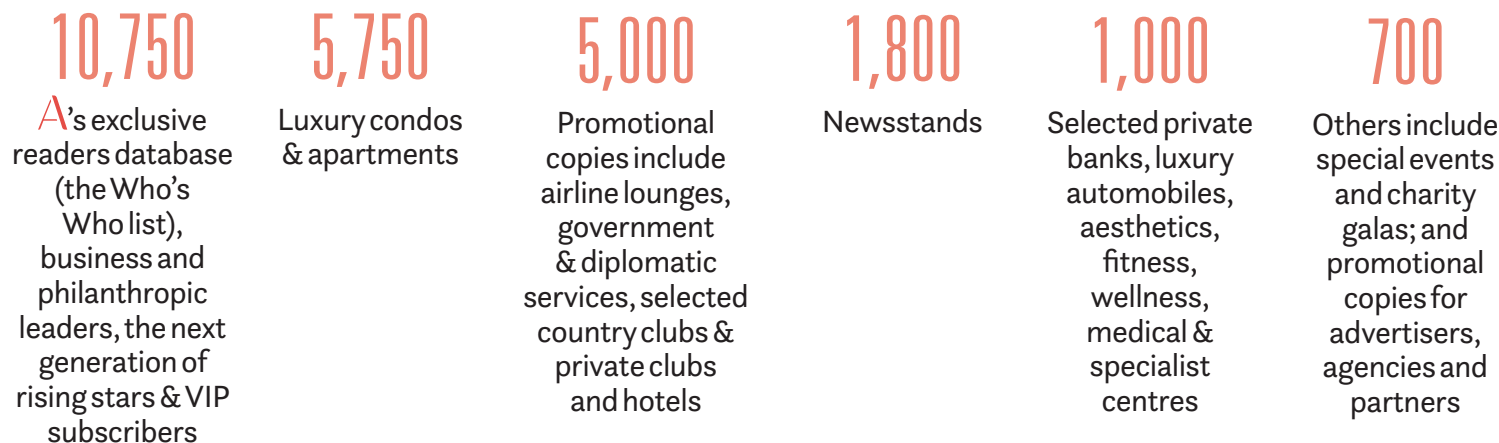 10,750
A's exclusive
readers database
(the Who's
Who list),
business and
philanthropic
leaders, the next
generation of
rising stars & VIP
subscribers
5,750
Luxury condos
& apartments
5,000
Promotional
copies include
airline lounges,
government
& diplomatic
services, selected
country clubs &
private clubs
and hotels
1,800
Newsstands
1,000
Selected private
banks, luxury
automobiles,
aesthetics,
fitness,
wellness,
medical &
specialist
centres
700
Others include
special events
and charity
galas; and
promotional
copies for
advertisers,
agencies and
partners